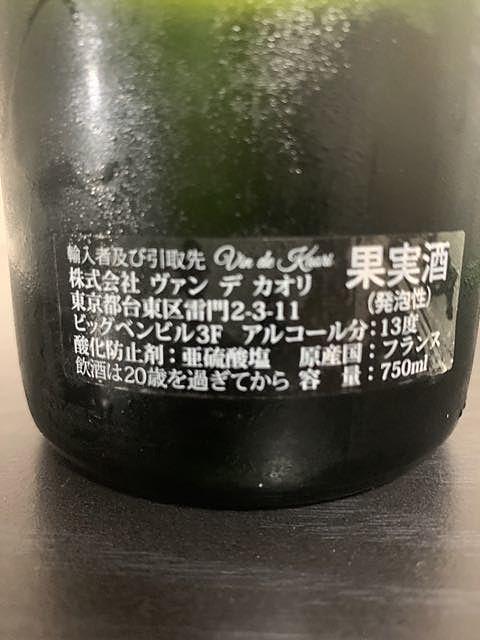 輸入者及び引取先 Vin de Kaori
果実酒
株式会社 ヴァン デ カオリ
(発泡性)
東京都台東区雷門2-3-11
ビッグベンビル3F アルコール分:13度
酸化防止剤:亜硫酸塩 原産国:フランス
飲酒は20歳を過ぎてから 容 量:750ml